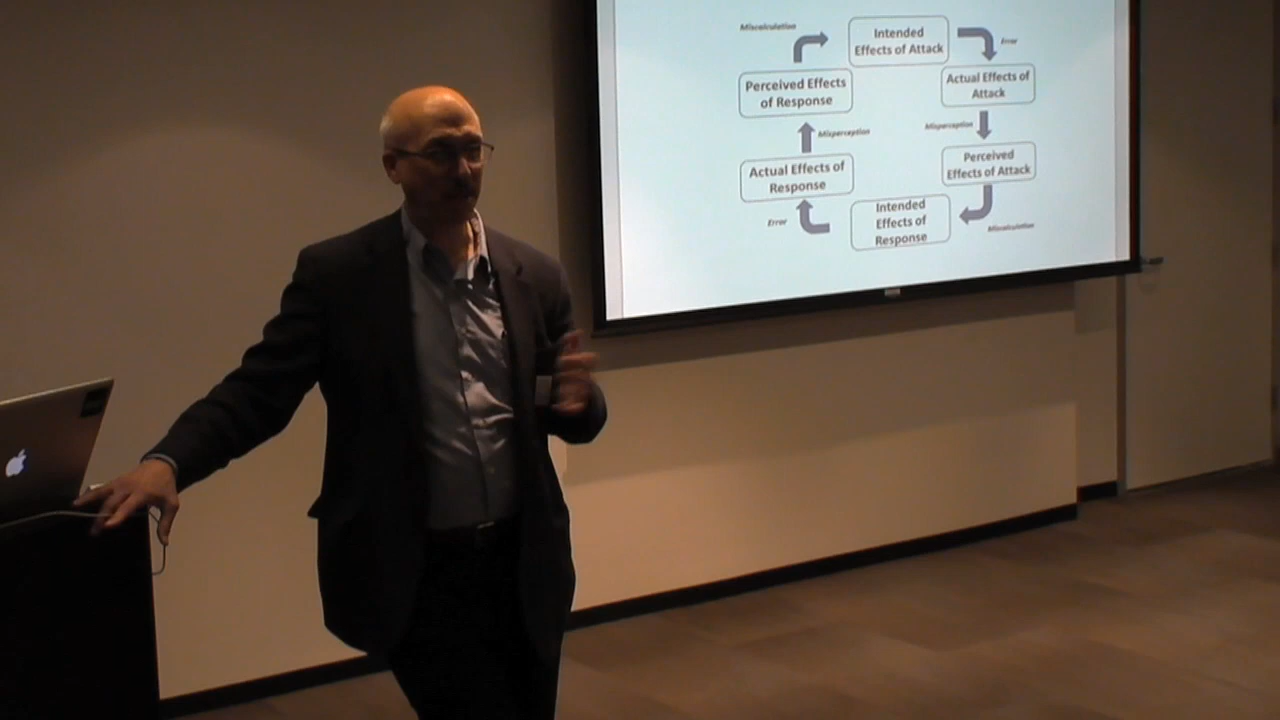 Miscalculation
Intended
Effects of Attack
Error
Perceived Effects
of Response
Actual Effects of
Attack
Misperception
Misperception
Actual Effects of
Response
Perceived
Effects of Attack
Error
Intended
Effects of
Response
Miscalculation